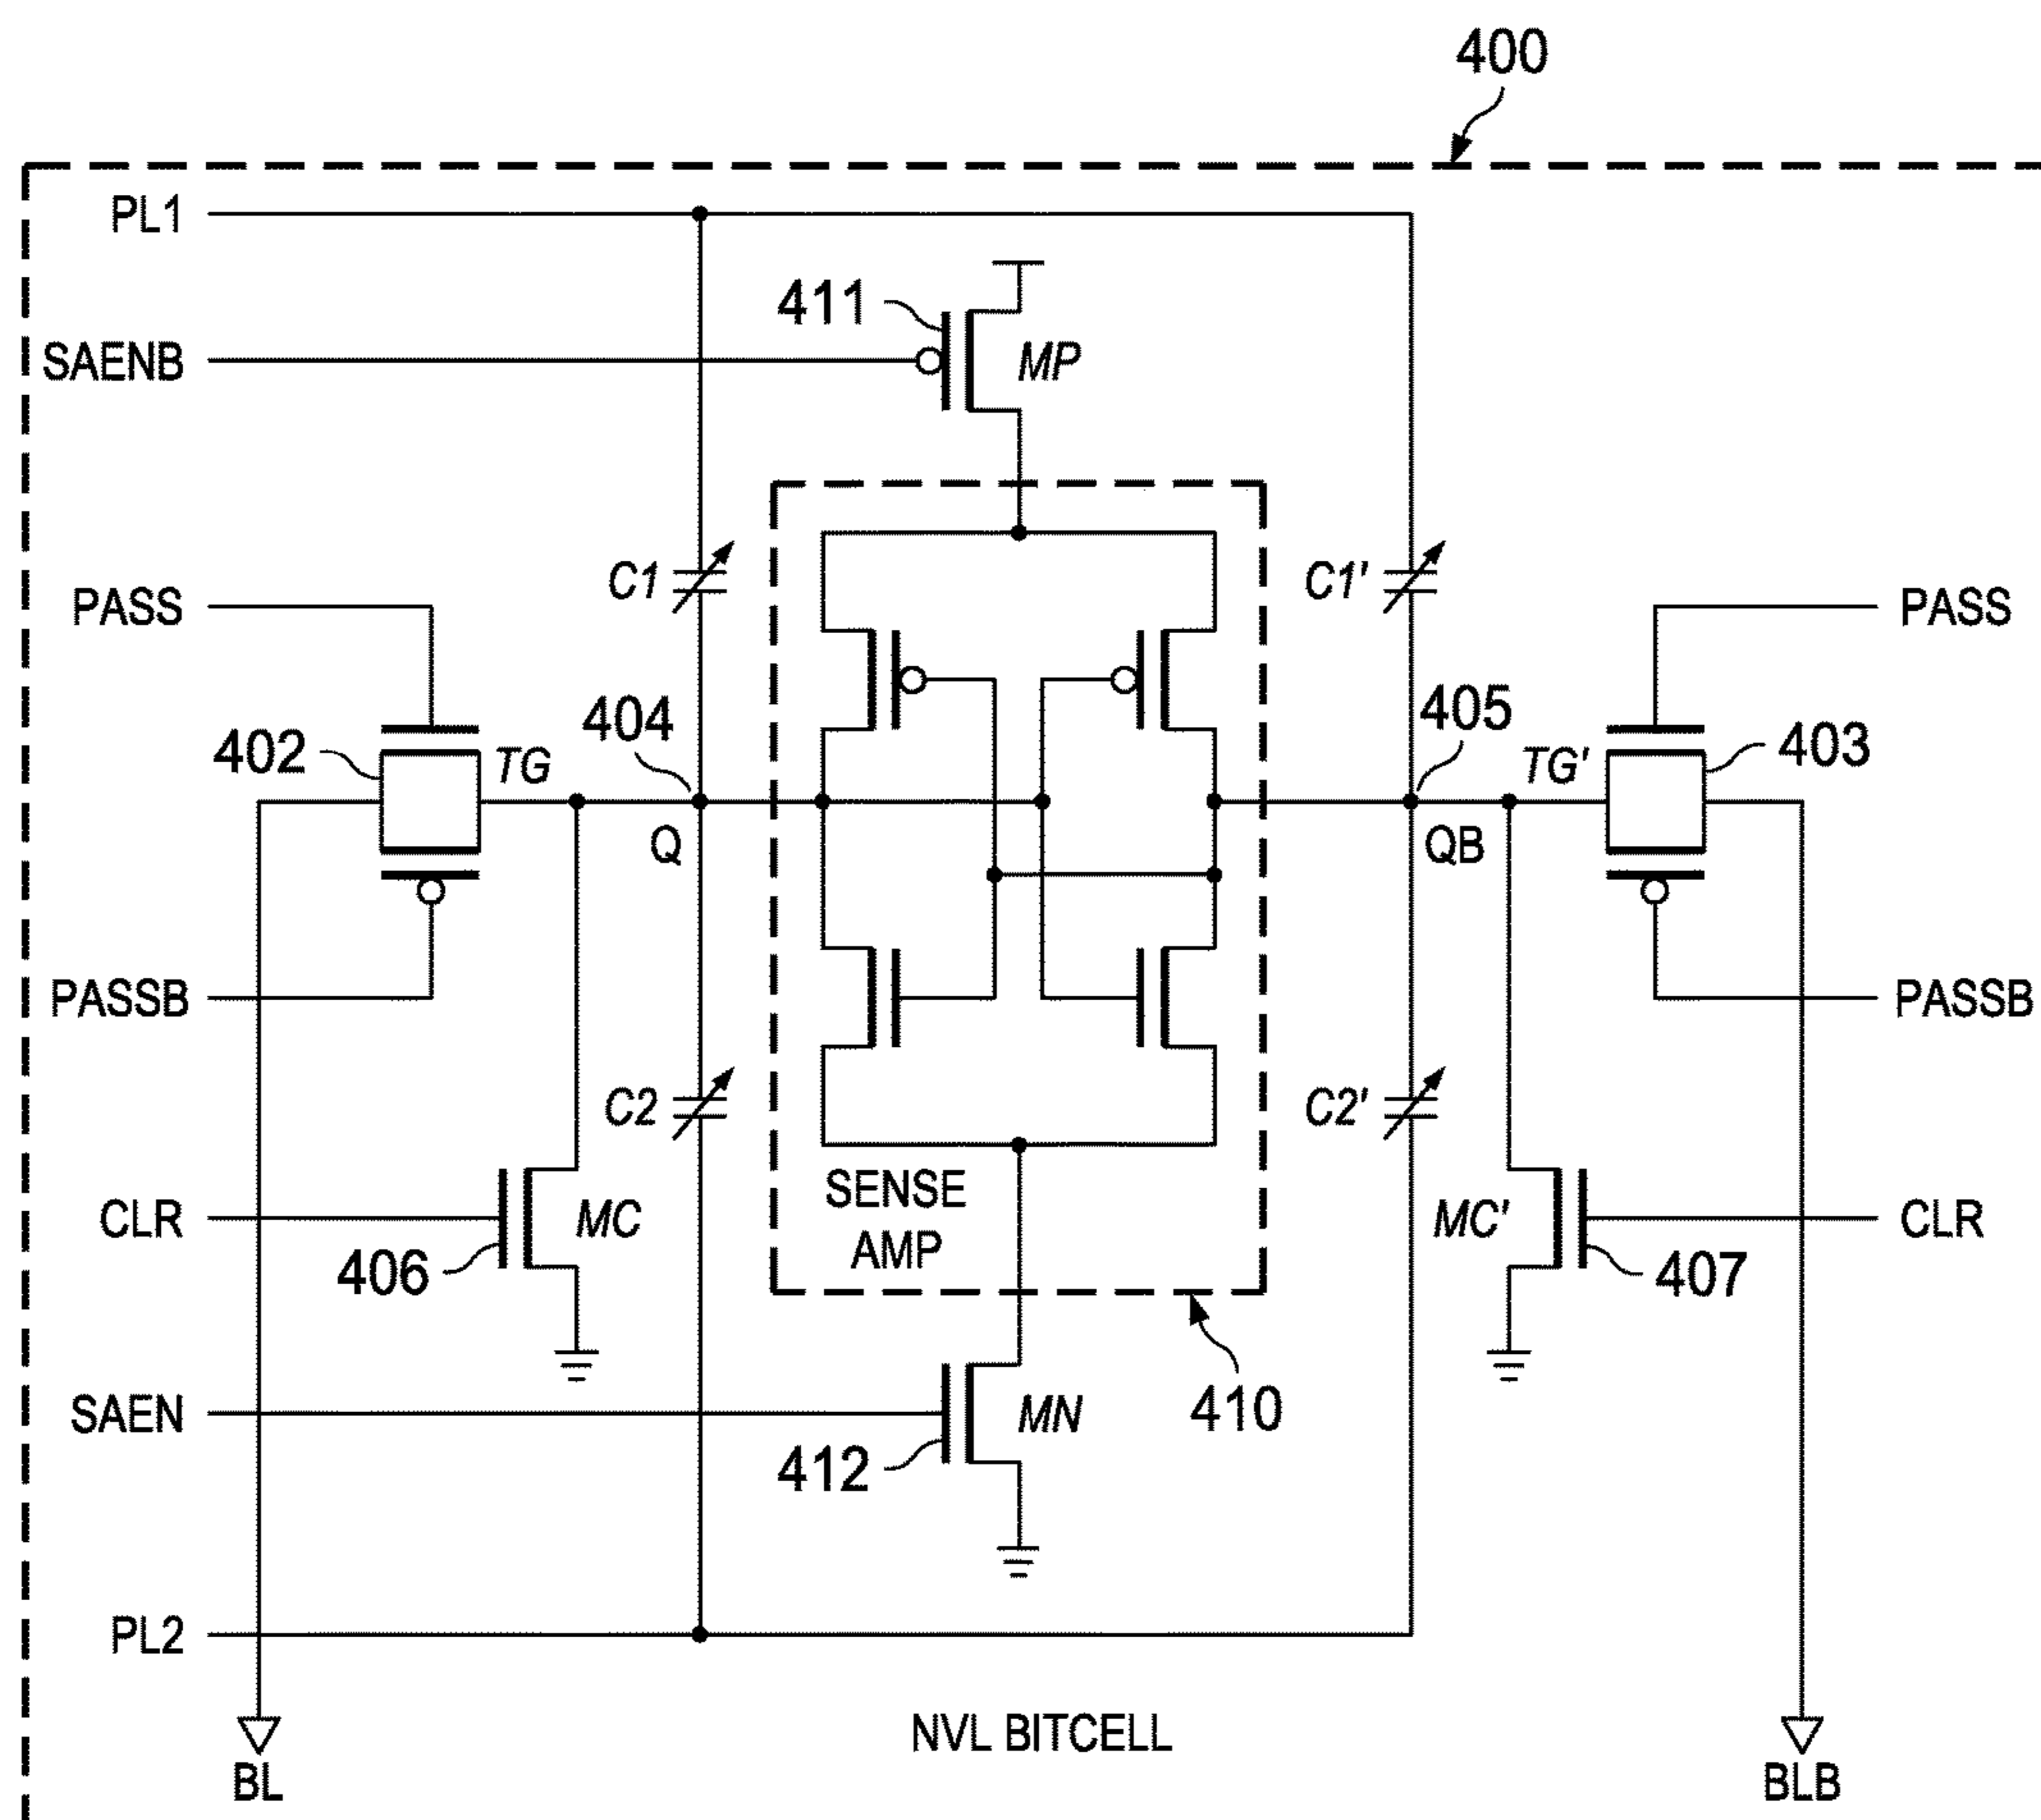 400
PL1
411
SAENB
MP
C1
C1'
PASS
PASS
404
405
402
TG
TG'
403
Q
QB
PASSB
PASSB
C2
C2'
SENSE
AMP
CLR
MC
MC'
CLR
406
407
SAEN
MN
410
412
PL2
NVL BITCELL
BL
BLB